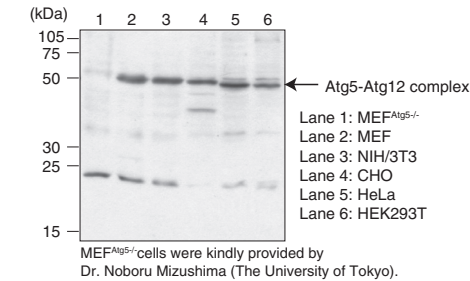 (kDa)
1 2 3 4 5 6
105
75
50
30
25
15
Atg5-Atg12 complex
Lane 1: MEFAtg5-/-
Lane 2: MEF
Lane 3: NIH/3T3
Lane 4: CHO
Lane 5: HeLa
Lane 6: HEK293T
MEFAtg5-/-cells were kindly provided by
Dr. Noboru Mizushima (The University of Tokyo).